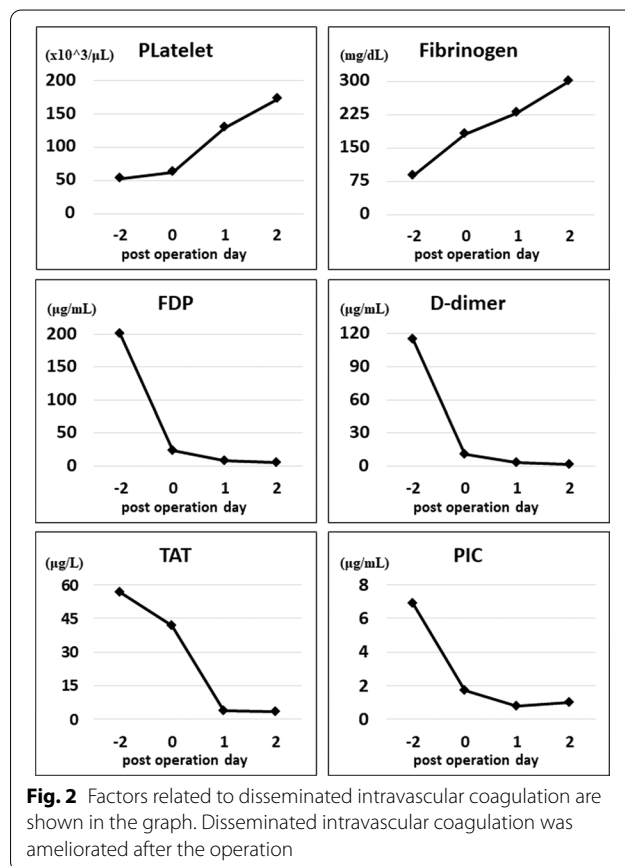 (x10^3/μL)
PLatelet
200
150
100
50
0
-2 0 1 2
post operation day
(mg/dL)
Fibrinogen
300
225
150
75
0
-2 0 1 2
post operation day
(μg/mL)
FDP
200
150
100
50
0
-2 0 1 2
post operation day
(μg/mL)
D-dimer
120
90
60
30
0
-2 0 1 2
post operation day
(μg/L)
TAT
60
45
30
15
0
-2 0 1 2
post operation day
(μg/mL)
PIC
8
6
4
2
0
-2 0 1 2
post operation day
Fig. 2 Factors related to disseminated intravascular coagulation are
shown in the graph. Disseminated intravascular coagulation was
ameliorated after the operation